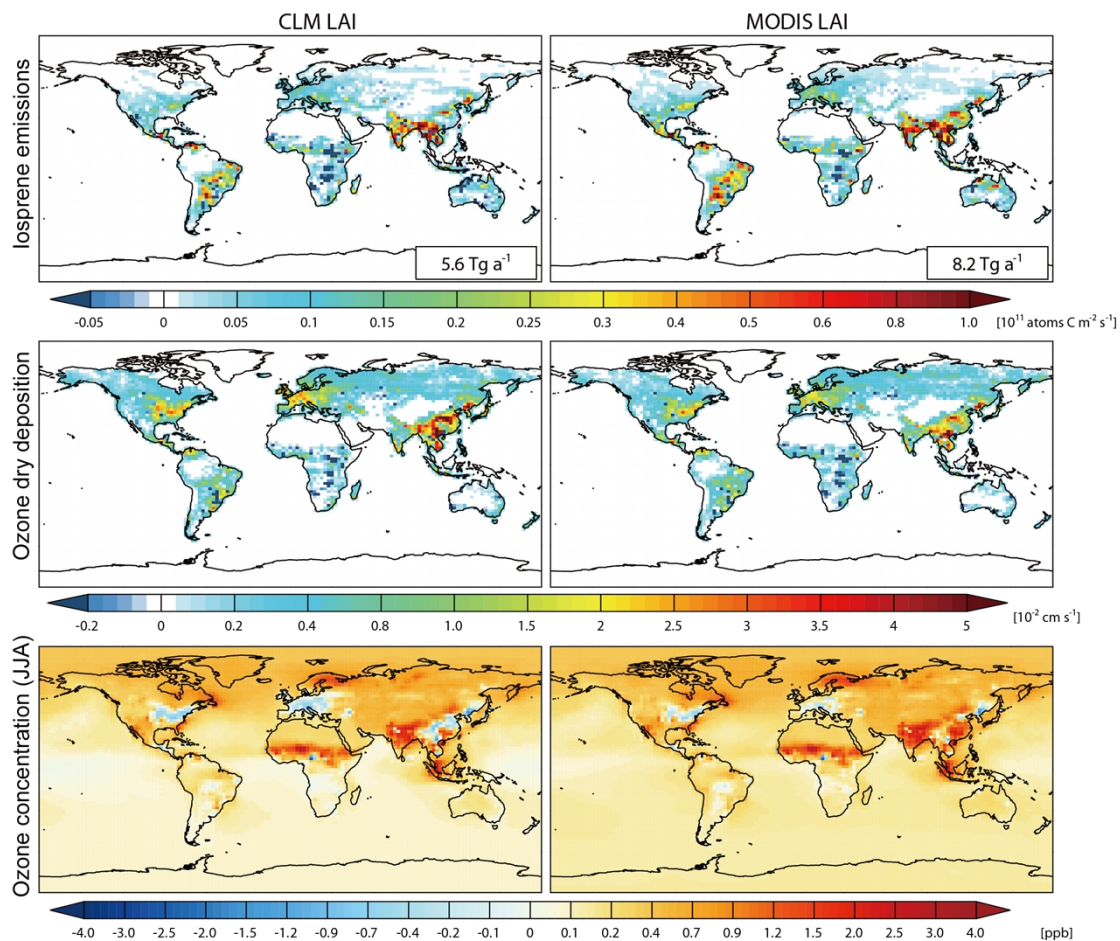 CLM LAI
MODIS LAI
Iosprene emissions
5.6 Tg a⁻¹
8.2 Tg a⁻¹
-0.05 0 0.05 0.1 0.15 0.2 0.25 0.3 0.4 0.5 0.6 0.8 1.0 [10¹¹ atoms C m⁻² s⁻¹]
Ozone dry deposition
-0.2 0 0.2 0.4 0.8 1.0 1.5 2 2.5 3 3.5 4 5 [10⁻² cm s⁻¹]
Ozone concentration (JJA)
-4.0 -3.0 -2.5 -2.0 -1.5 -1.2 -0.9 -0.7 -0.4 -0.2 -0.1 0 0.1 0.2 0.4 0.7 0.9 1.2 1.5 2.0 2.5 3.0 4.0 [ppb]